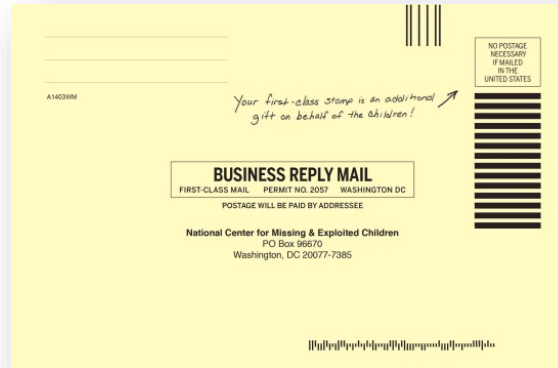 NO POSTAGE
NECESSARY
IF MAILED
IN THE
UNITED STATES
A1403WM
Your first-class stamp is an additional
gift on behalf of the children!
BUSINESS REPLY MAIL
FIRST-CLASS MAIL PERMIT NO. 2057 WASHINGTON DC
POSTAGE WILL BE PAID BY ADDRESSEE
National Center for Missing & Exploited Children
PO Box 96670
Washington, DC 20077-7385